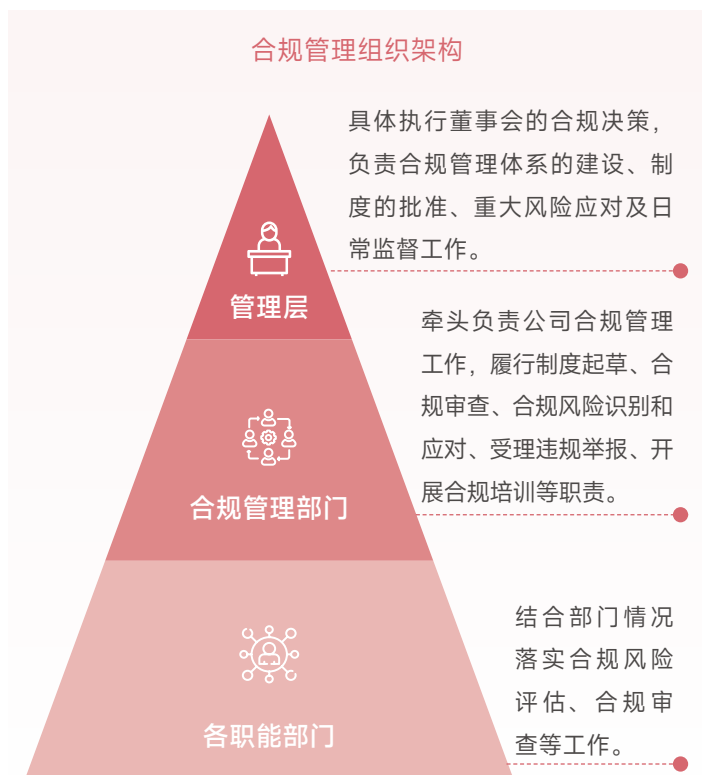 合规管理组织架构
具体执行董事会的合规决策，
负责合规管理体系的建设、制
度的批准、重大风险应对及日
常监督工作。
管理层
牵头负责公司合规管理
工作，履行制度起草、合
规审查、合规风险识别和
应对、受理违规举报、开
展合规培训等职责。
合规管理部门
结合部门情况
落实合规风险
评估、合规审
查等工作。
各职能部门